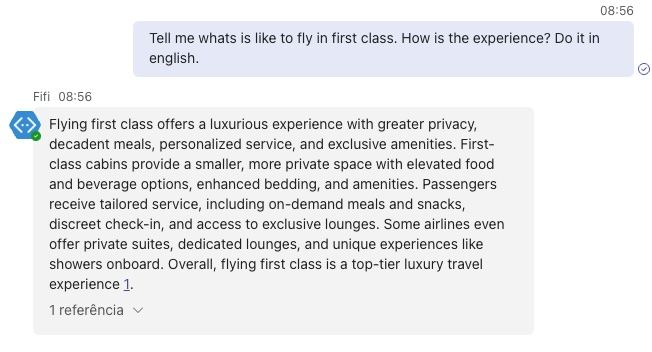 08:56
Tell me whats is like to fly in first class. How is the experience? Do it in
english.
Fifi 08:56
Flying first class offers a luxurious experience with greater privacy,
decadent meals, personalized service, and exclusive amenities. First-
class cabins provide a smaller, more private space with elevated food
and beverage options, enhanced bedding, and amenities. Passengers
receive tailored service, including on-demand meals and snacks,
discreet check-in, and access to exclusive lounges. Some airlines even
offer private suites, dedicated lounges, and unique experiences like
showers onboard. Overall, flying first class is a top-tier luxury travel
experience 1.
1 referência